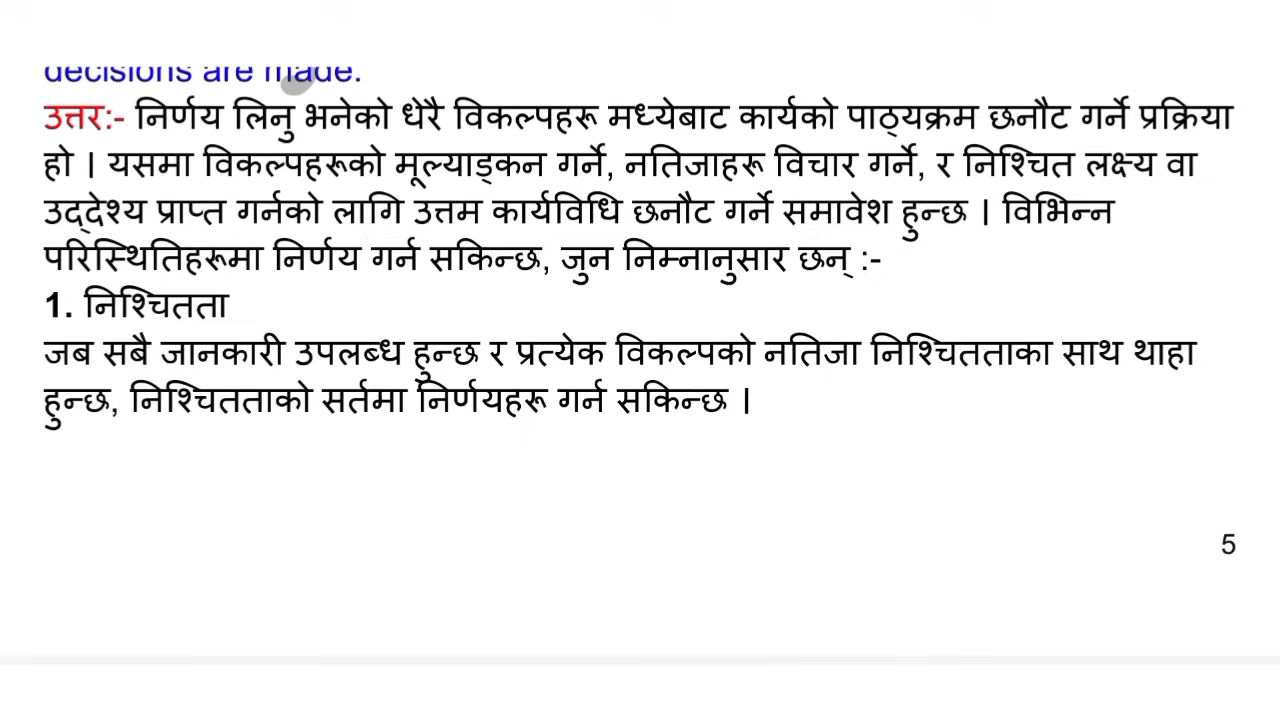 decisions are made.
उत्तर:- निर्णय लिनु भनेको धेरै विकल्पहरू मध्येबाट कार्यको पाठ्यक्रम छनौट गर्ने प्रक्रिया
हो । यसमा विकल्पहरूको मूल्याङ्कन गर्ने, नतिजाहरू विचार गर्ने, र निश्चित लक्ष्य वा
उद्देश्य प्राप्त गर्नको लागि उत्तम कार्यविधि छनौट गर्ने समावेश हुन्छ । विभिन्न
परिस्थितिहरूमा निर्णय गर्न सकिन्छ, जुन निम्नानुसार छन् :-
1. निश्चितता
जब सबै जानकारी उपलब्ध हुन्छ र प्रत्येक विकल्पको नतिजा निश्चितताका साथ थाहा
हुन्छ, निश्चितताको सर्तमा निर्णयहरू गर्न सकिन्छ ।
5